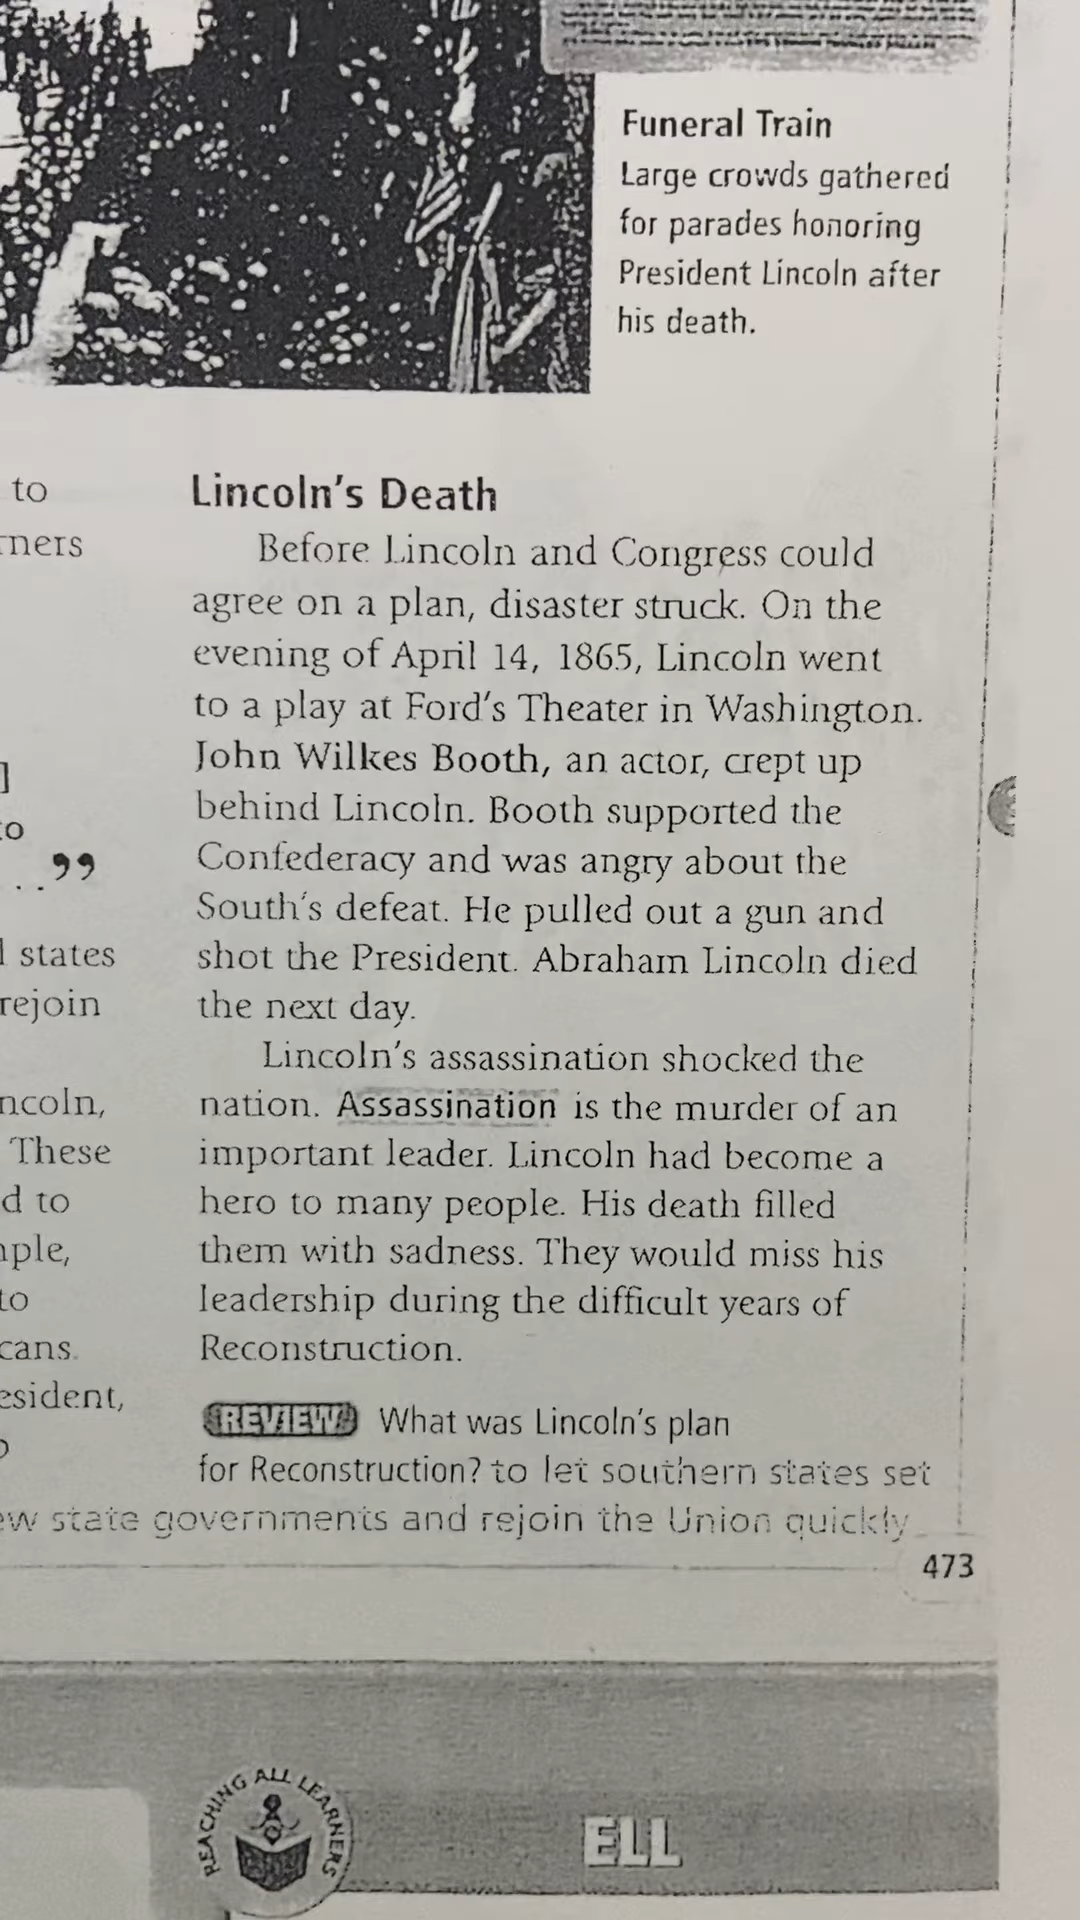 Funeral Train
Large crowds gathered
for parades honoring
President Lincoln after
his death.
to
rners
]
to
. . ”
l states
rejoin
ncoln,
These
d to
nple,
to
cans.
esident,
Lincoln's Death
Before Lincoln and Congress could
agree on a plan, disaster struck. On the
evening of April 14, 1865, Lincoln went
to a play at Ford's Theater in Washington.
John Wilkes Booth, an actor, crept up
behind Lincoln. Booth supported the
Confederacy and was angry about the
South's defeat. He pulled out a gun and
shot the President. Abraham Lincoln died
the next day.
Lincoln's assassination shocked the
nation. Assassination is the murder of an
important leader. Lincoln had become a
hero to many people. His death filled
them with sadness. They would miss his
leadership during the difficult years of
Reconstruction.
REVIEW What was Lincoln's plan
for Reconstruction? to let southern states set
ew state governments and rejoin the Union quickly
473
REACHING ALL LEARNERS
ELL